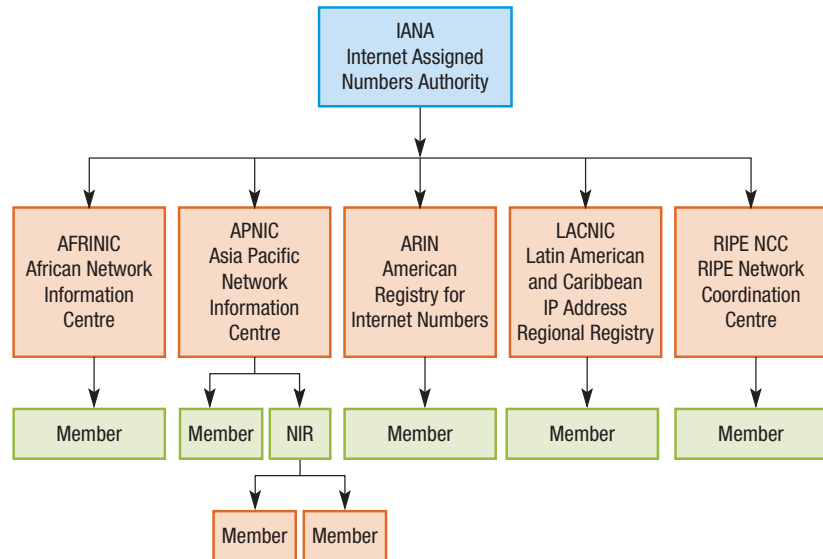 IANA
Internet Assigned
Numbers Authority
AFRINIC
African Network
Information
Centre
APNIC
Asia Pacific
Network
Information
Centre
ARIN
American
Registry for
Internet Numbers
LACNIC
Latin American
and Caribbean
IP Address
Regional Registry
RIPE NCC
RIPE Network
Coordination
Centre
Member
Member
NIR
Member
Member
Member
Member
Member